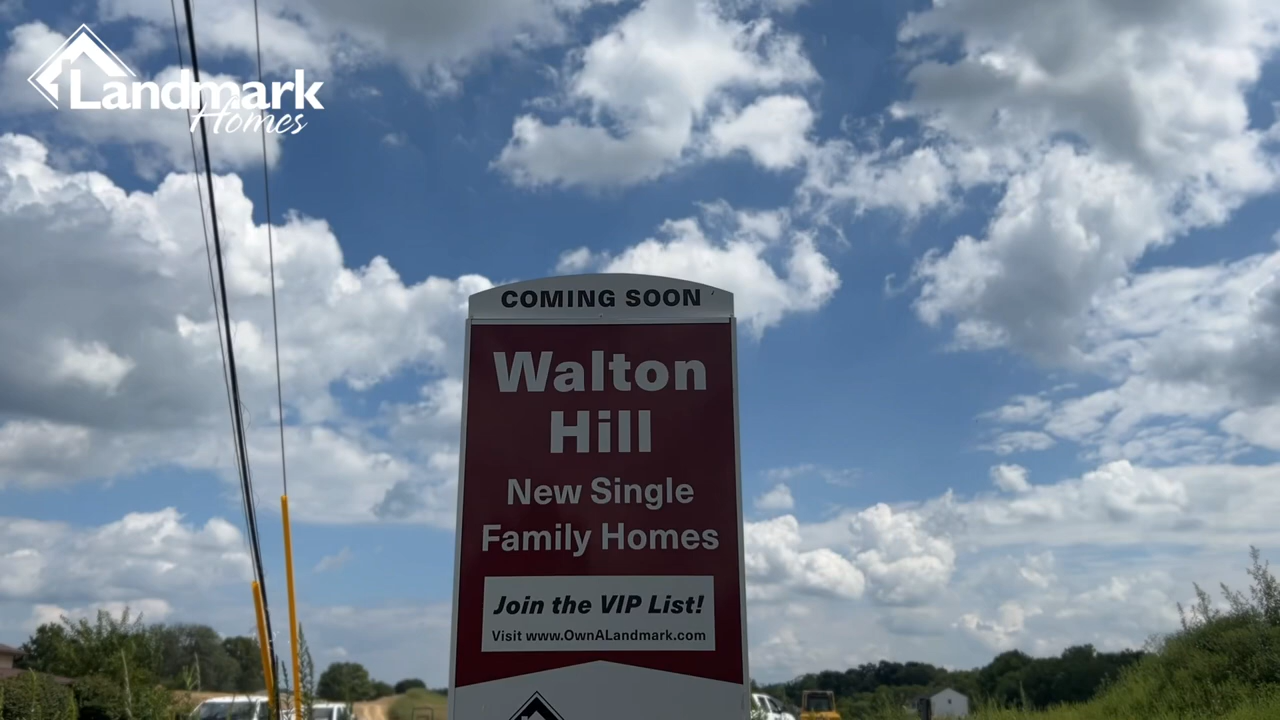 Landmark
Homes
COMING SOON
Walton
Hill
New Single
Family Homes
Join the VIP List!
Visit www.OwnALandmark.com